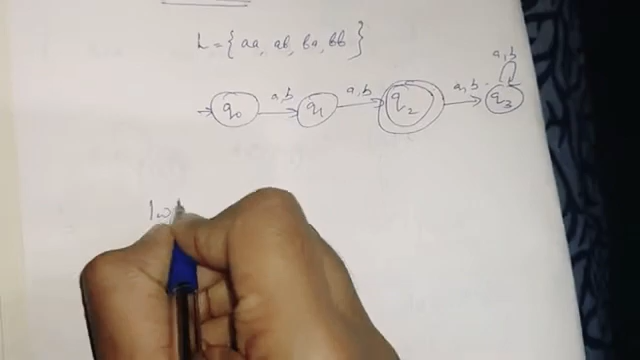 L = {aa, ab, ba, bb}
a,b
q0 a,b q1 a,b q2 a,b q3
|w